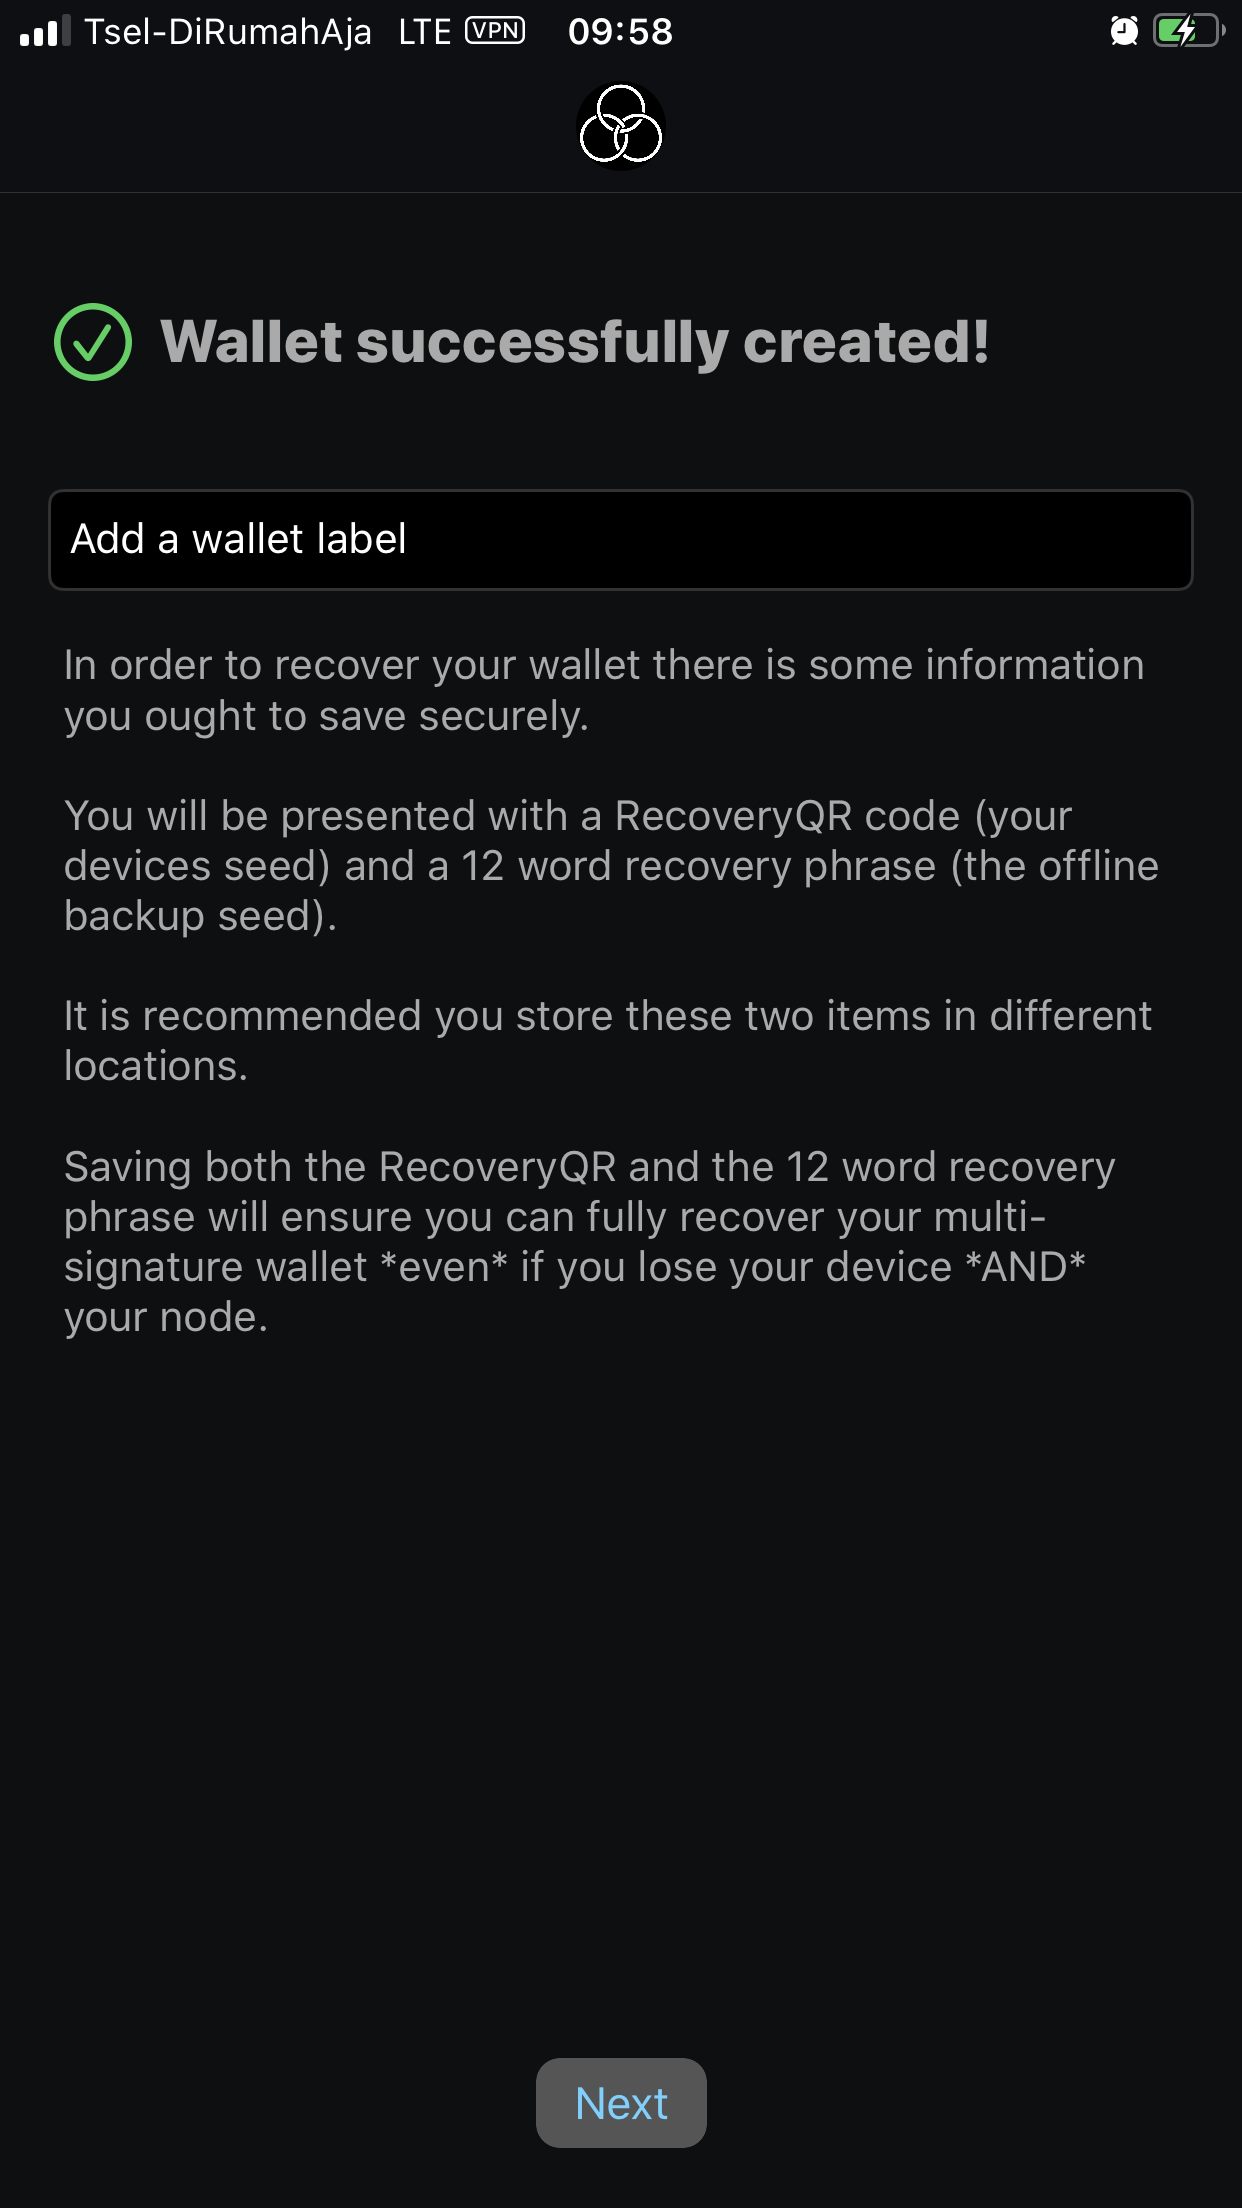 Tsel-DiRumahAja LTE VPN 09:58
Wallet successfully created!
Add a wallet label
In order to recover your wallet there is some information
you ought to save securely.
You will be presented with a RecoveryQR code (your
devices seed) and a 12 word recovery phrase (the offline
backup seed).
It is recommended you store these two items in different
locations.
Saving both the RecoveryQR and the 12 word recovery
phrase will ensure you can fully recover your multi-
signature wallet *even* if you lose your device *AND*
your node.
Next